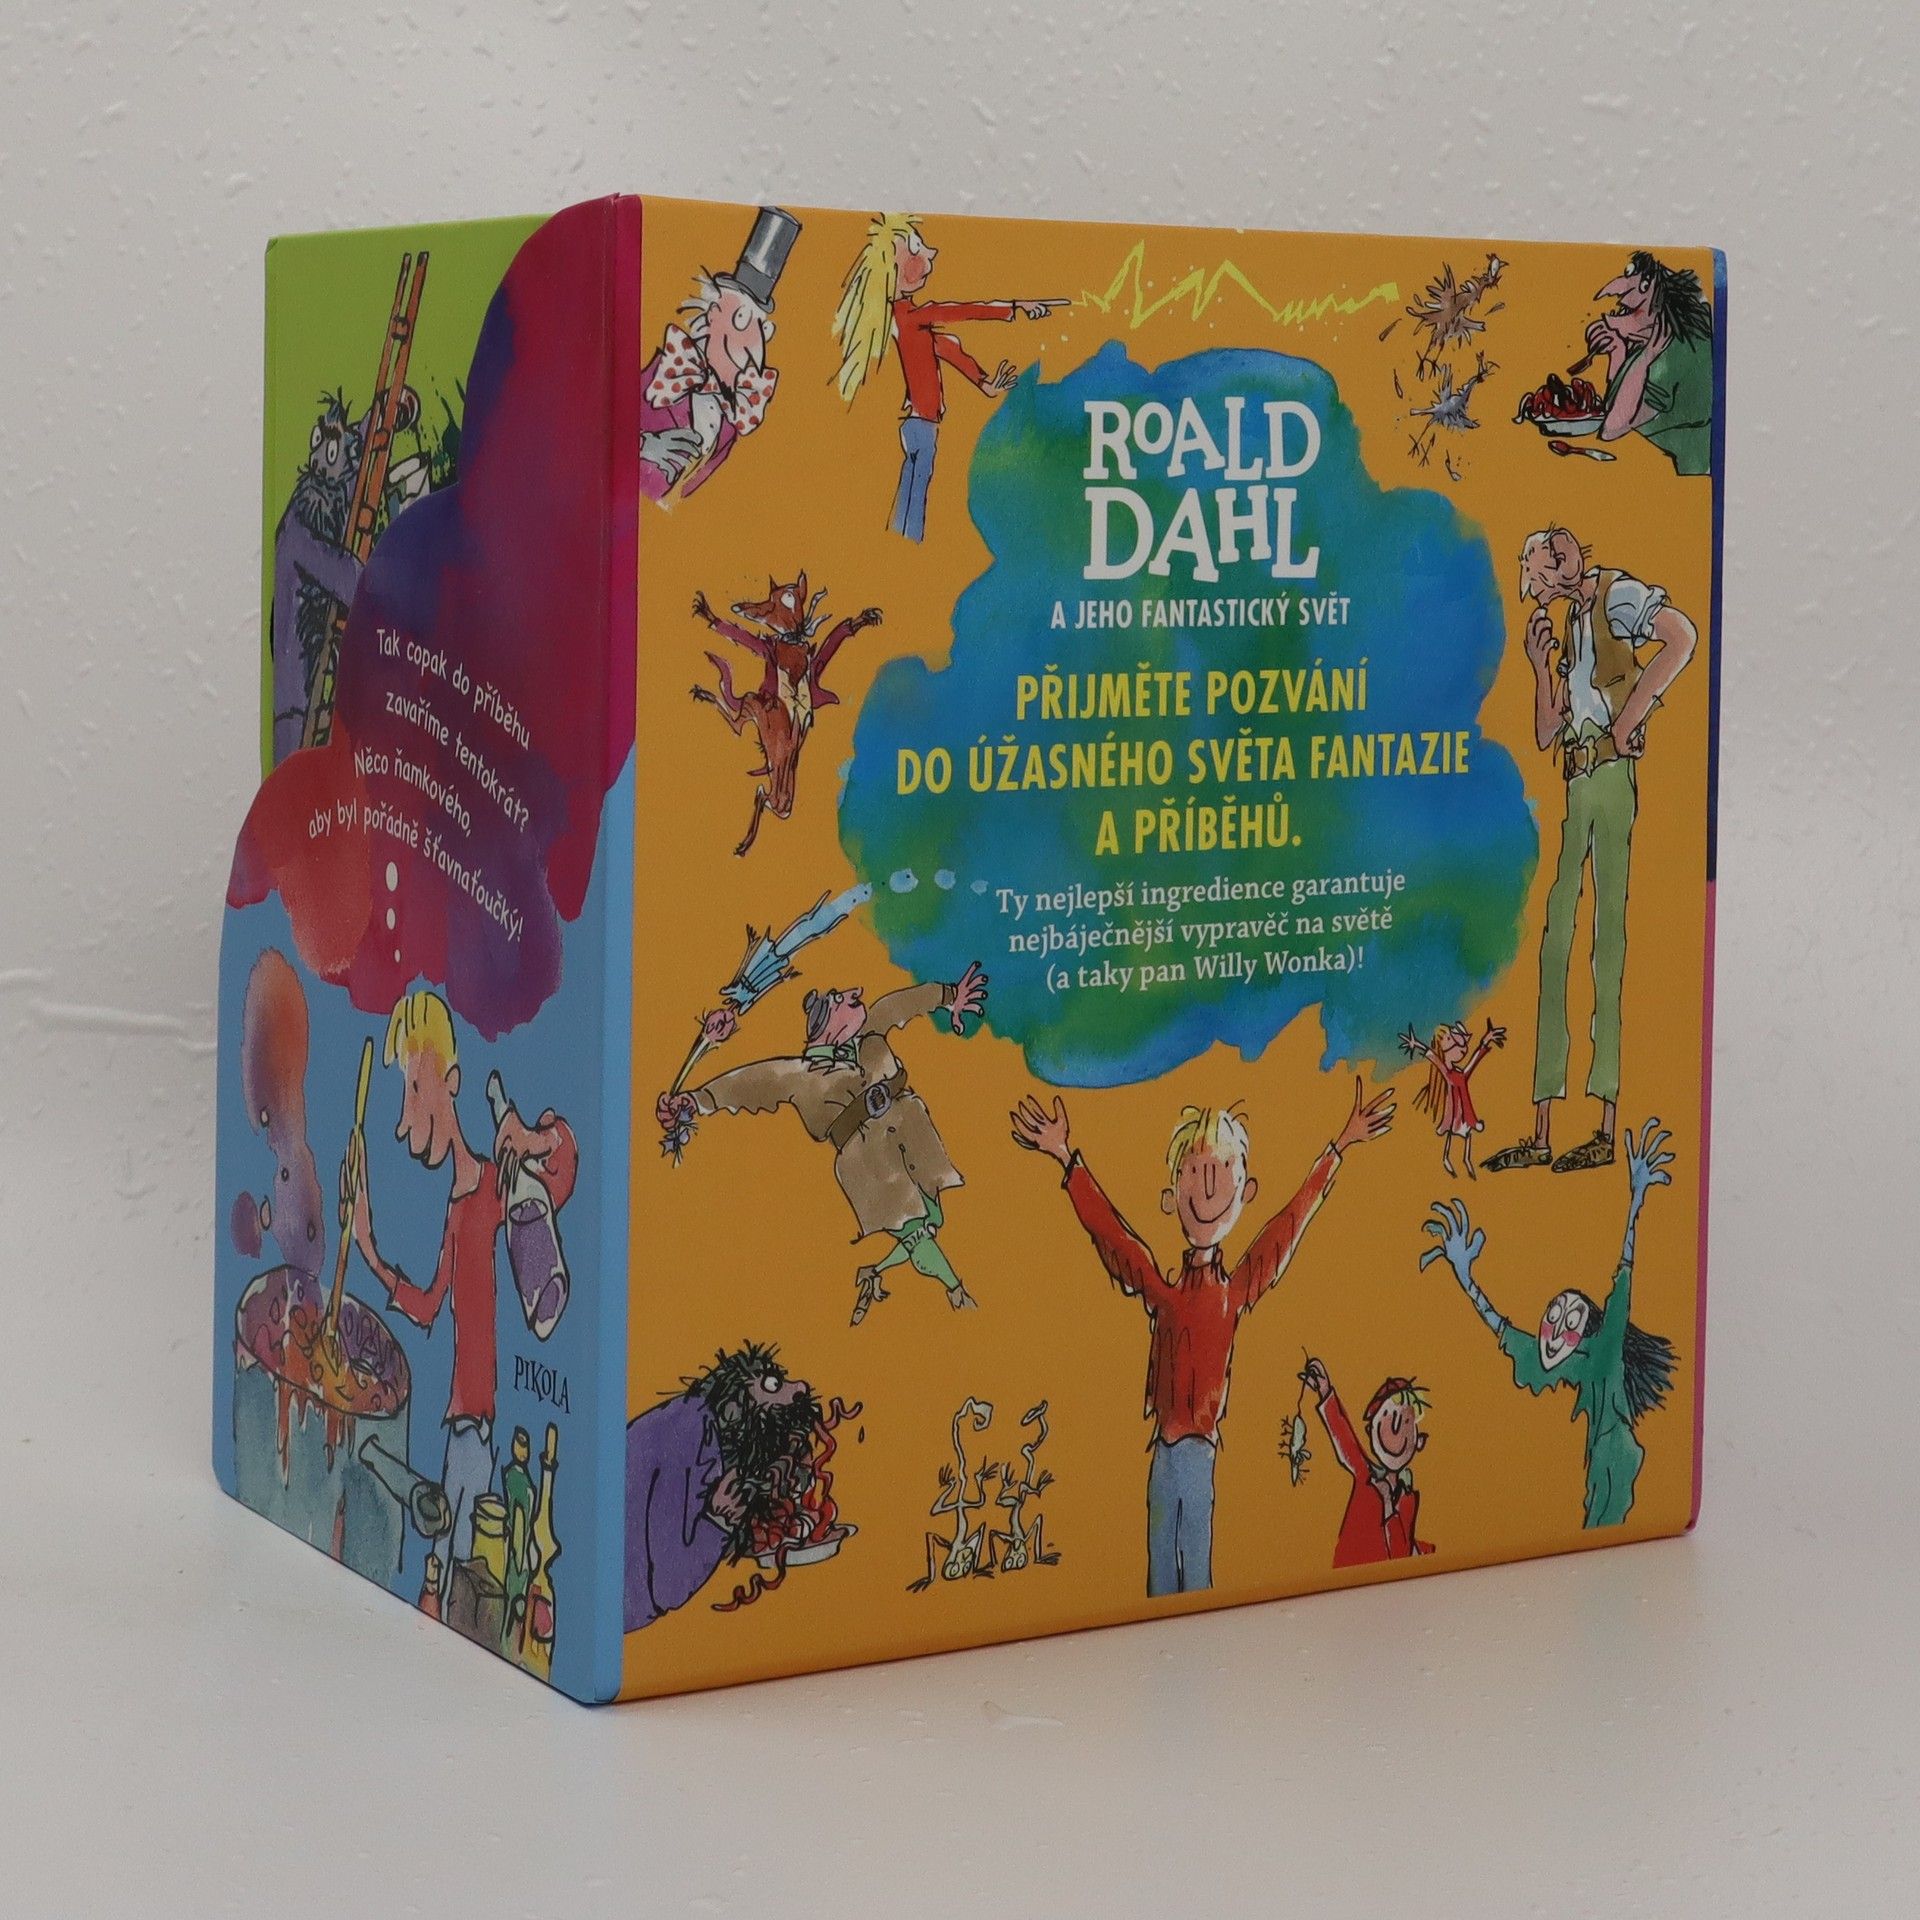 Tak copak do příběhu
zavaříme tentokrát?
Něco ňamkového,
aby byl pořádně šťavnaťoučký!
PIKOLA
ROALD
DAHL
A JEHO FANTASTICKÝ SVĚT
PŘIJMĚTE POZVÁNÍ
DO ÚŽASNÉHO SVĚTA FANTAZIE
A PŘÍBĚHŮ.
Ty nejlepší ingredience garantuje
nejbáječnější vypravěč na světě
(a taky pan Willy Wonka)!